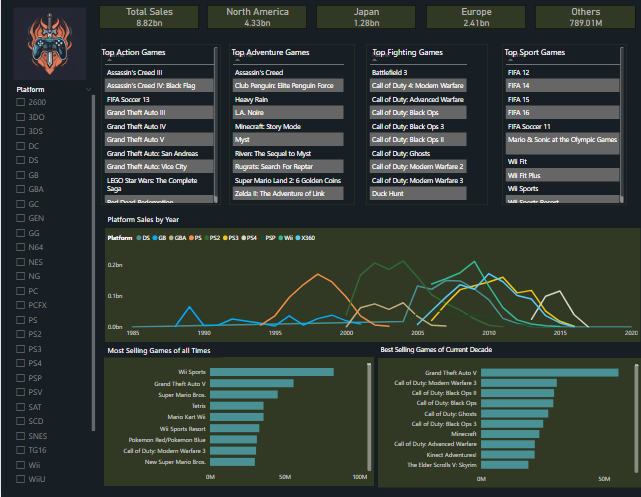 Total Sales
8.82bn
North America
4.33bn
Japan
1.28bn
Europe
2.41bn
Others
789.01M
Platform
2600
3DO
3DS
DC
DS
GB
GBA
GC
GEN
GG
N64
NES
NG
PC
PCFX
PS
PS2
PS3
PS4
PSP
PSV
SAT
SCD
SNES
TG16
Wii
WiiU
Top Action Games
Assassin's Creed III
Assassin's Creed IV: Black Flag
FIFA Soccer 13
Grand Theft Auto III
Grand Theft Auto IV
Grand Theft Auto V
Grand Theft Auto: San Andreas
Grand Theft Auto: Vice City
LEGO Star Wars: The Complete
Saga
Red Dead Redemption
Top Adventure Games
Assassin's Creed
Club Penguin: Elite Penguin Force
Heavy Rain
L.A. Noire
Minecraft: Story Mode
Myst
Riven: The Sequel to Myst
Rugrats: Search For Reptar
Super Mario Land 2: 6 Golden Coins
Zelda II: The Adventure of Link
Top Fighting Games
Battlefield 3
Call of Duty 4: Modern Warfare
Call of Duty: Advanced Warfare
Call of Duty: Black Ops
Call of Duty: Black Ops 3
Call of Duty: Black Ops II
Call of Duty: Ghosts
Call of Duty: Modern Warfare 2
Call of Duty: Modern Warfare 3
Duck Hunt
Top Sport Games
FIFA 12
FIFA 14
FIFA 15
FIFA 16
FIFA Soccer 11
Mario & Sonic at the Olympic Games
Wii Fit
Wii Fit Plus
Wii Sports
Wii Sports Resort
Platform Sales by Year
Platform DS GB GBA PS PS2 PS3 PS4 PSP Wii X360
0.2bn
0.1bn
0.0bn
1985 1990 1995 2000 2005 2010 2015 2020
Most Selling Games of all Times
Wii Sports
Grand Theft Auto V
Super Mario Bros.
Tetris
Mario Kart Wii
Wii Sports Resort
Pokemon Red/Pokemon Blue
Call of Duty: Modern Warfare 3
New Super Mario Bros.
0M 50M 100M
Best Selling Games of Current Decade
Grand Theft Auto V
Call of Duty: Modern Warfare 3
Call of Duty: Black Ops II
Call of Duty: Black Ops
Call of Duty: Ghosts
Call of Duty: Black Ops 3
Minecraft
Call of Duty: Advanced Warfare
Kinect Adventures!
The Elder Scrolls V: Skyrim
0M 50M